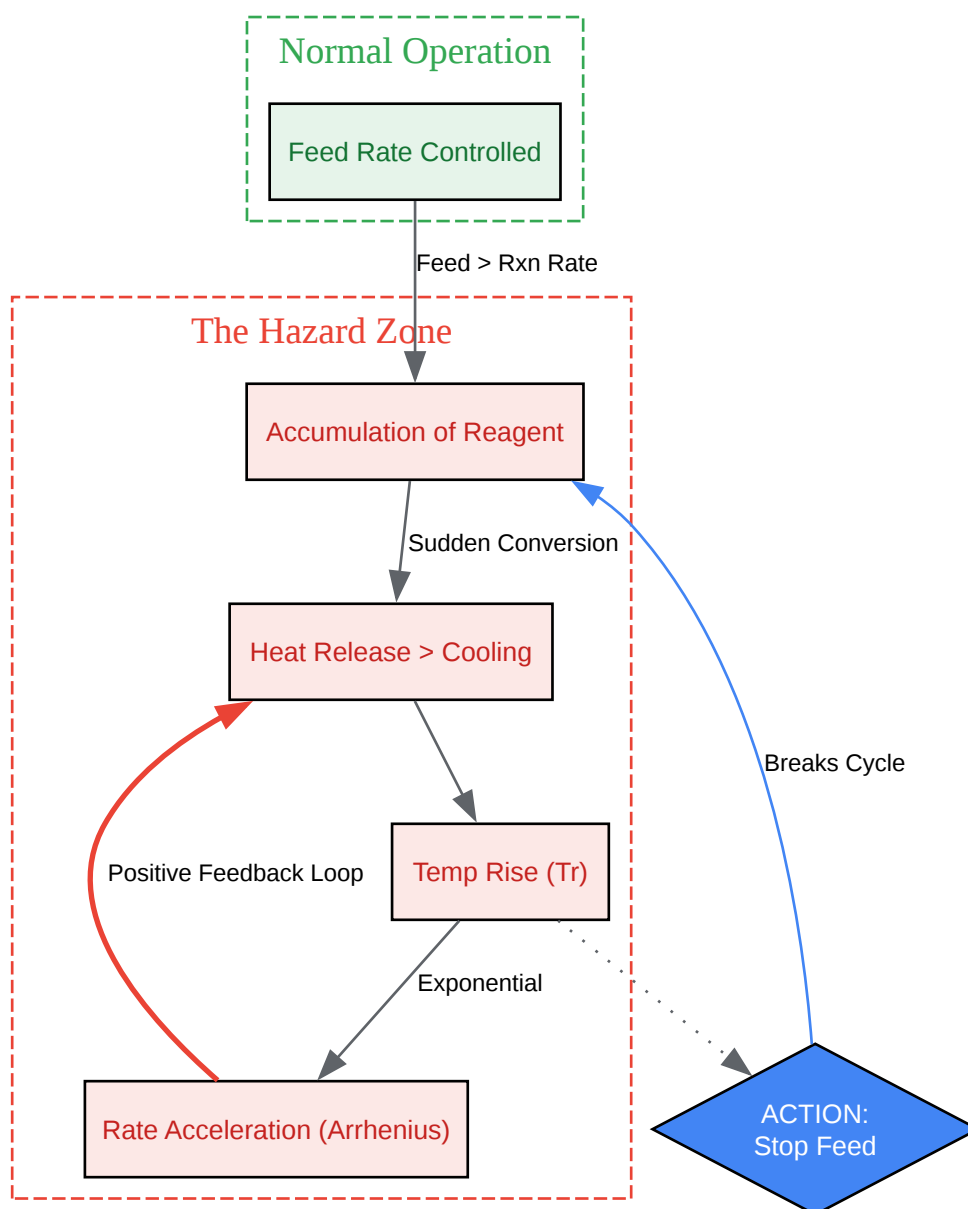 Normal Operation
Feed Rate Controlled
Feed > Rxn Rate
The Hazard Zone
Accumulation of Reagent
Sudden Conversion
Heat Release > Cooling
Breaks Cycle
Positive Feedback Loop
Temp Rise (Tr)
Exponential
Rate Acceleration (Arrhenius)
ACTION:
Stop Feed